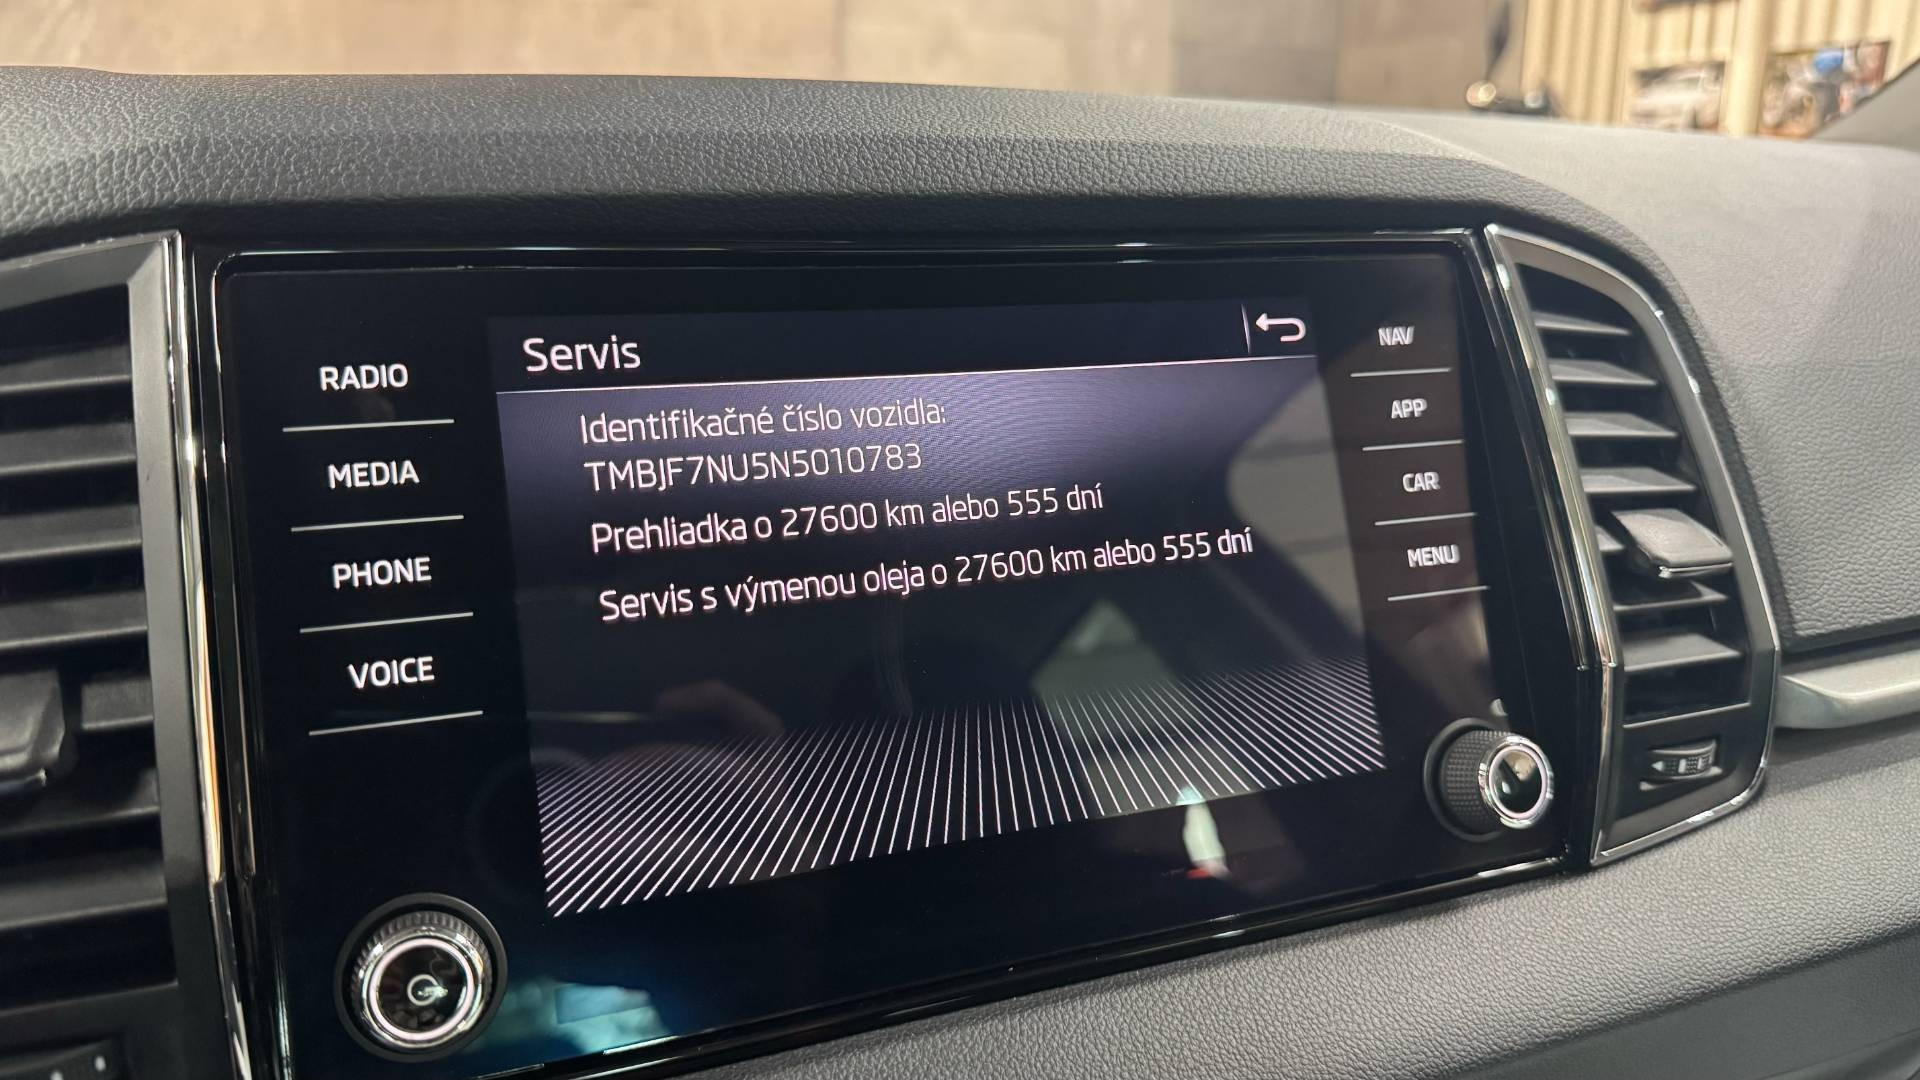 Servis
Identifikačné číslo vozidla:
TMBJF7NU5N5010783
Prehliadka o 27600 km alebo 555 dní
Servis s výmenou oleja o 27600 km alebo 555 dní
RADIO
MEDIA
PHONE
VOICE
NAV
APP
CAR
MENU